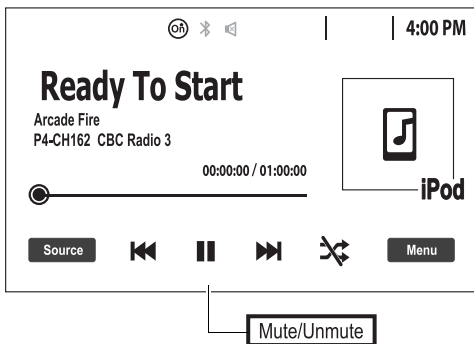 on 4:00 PM
Ready To Start
Arcade Fire
P4-CH162 CBC Radio 3
00:00:00 / 01:00:00
iPod
Source Menu
Mute/Unmute